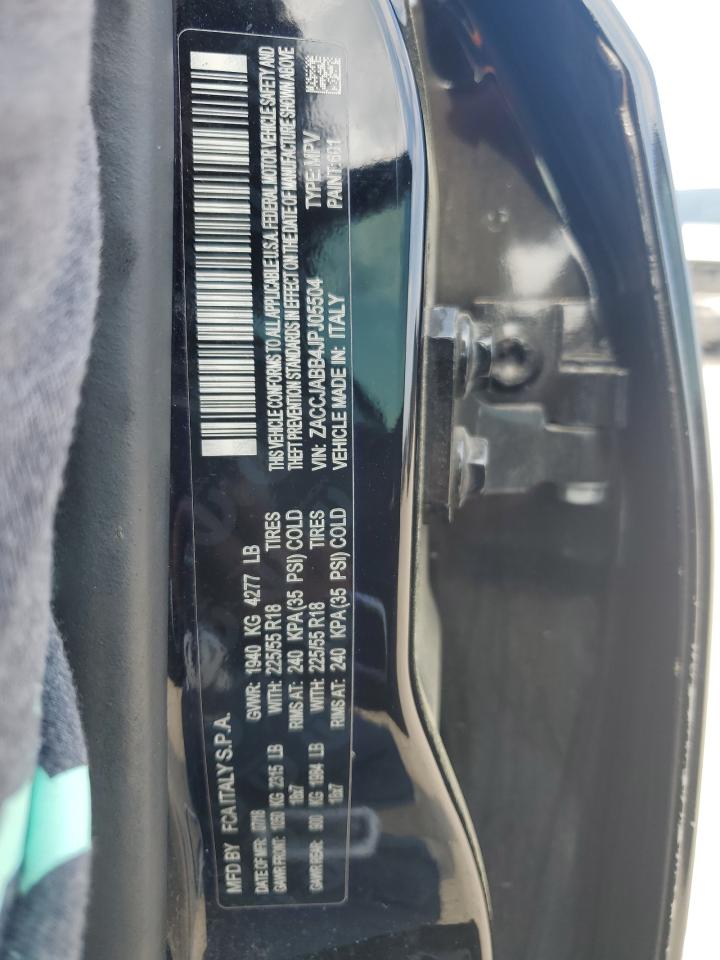 MFD BY FCA ITALY S.P.A.
DATE OF MFR: 07/18 GVWR: 1940 KG 4277 LB
GAWR FRONT: 1050 KG 2315 LB WITH: 225/55 R18 TIRES
18x7 RIMS AT: 240 KPA (35 PSI) COLD
GAWR REAR: 900 KG 1984 LB WITH: 225/55 R18 TIRES
18x7 RIMS AT: 240 KPA (35 PSI) COLD
THIS VEHICLE CONFORMS TO ALL APPLICABLE U.S.A. FEDERAL MOTOR VEHICLE SAFETY AND
THEFT PREVENTION STANDARDS IN EFFECT ON THE DATE OF MANUFACTURE SHOWN ABOVE
VIN: ZACCJABB4JPJ05504 TYPE: MPV
VEHICLE MADE IN: ITALY PAINT: 601